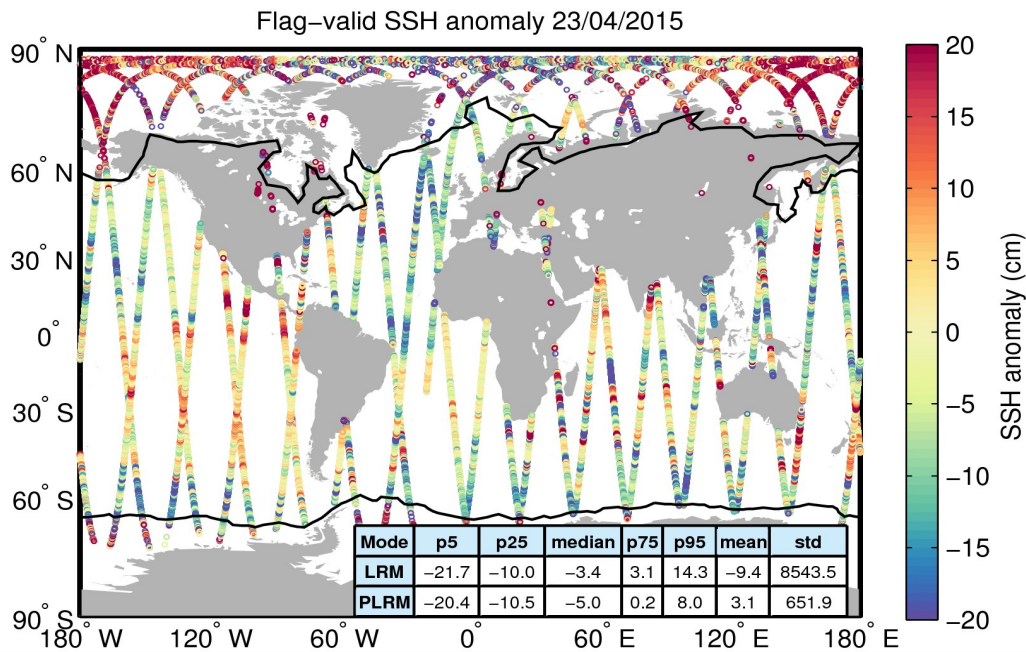 Flag−valid SSH anomaly 23/04/2015
90° N
60° N
30° N
0°
30° S
60° S
90° S
180° W
120° W
60° W
0°
60° E
120° E
180° E
Mode p5 p25 median p75 p95 mean std
LRM −21.7 −10.0 −3.4 3.1 14.3 −9.4 8543.5
PLRM −20.4 −10.5 −5.0 0.2 8.0 3.1 651.9
20
15
10
5
0
−5
−10
−15
−20
SSH anomaly (cm)